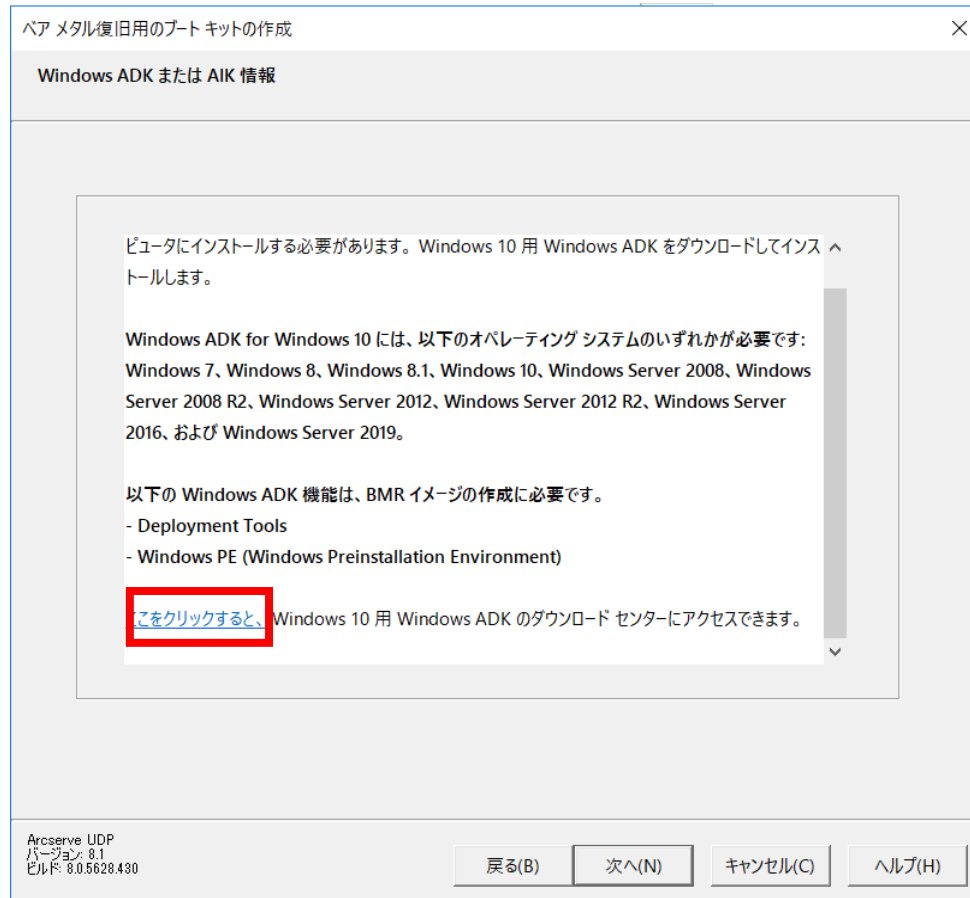 ベア メタル復旧用のブート キットの作成
Windows ADK または AIK 情報
ピュータにインストールする必要があります。Windows 10 用 Windows ADK をダウンロードしてインス
トールします。
Windows ADK for Windows 10 には、以下のオペレーティング システムのいずれかが必要です:
Windows 7、Windows 8、Windows 8.1、Windows 10、Windows Server 2008、Windows
Server 2008 R2、Windows Server 2012、Windows Server 2012 R2、Windows Server
2016、および Windows Server 2019。
以下の Windows ADK 機能は、BMR イメージの作成に必要です。
- Deployment Tools
- Windows PE (Windows Preinstallation Environment)
ここをクリックすると、Windows 10 用 Windows ADK のダウンロード センターにアクセスできます。
Arcserve UDP
バージョン: 8.1
ビルド: 8.0.5628.430
戻る(B) 次へ(N) キャンセル(C) ヘルプ(H)